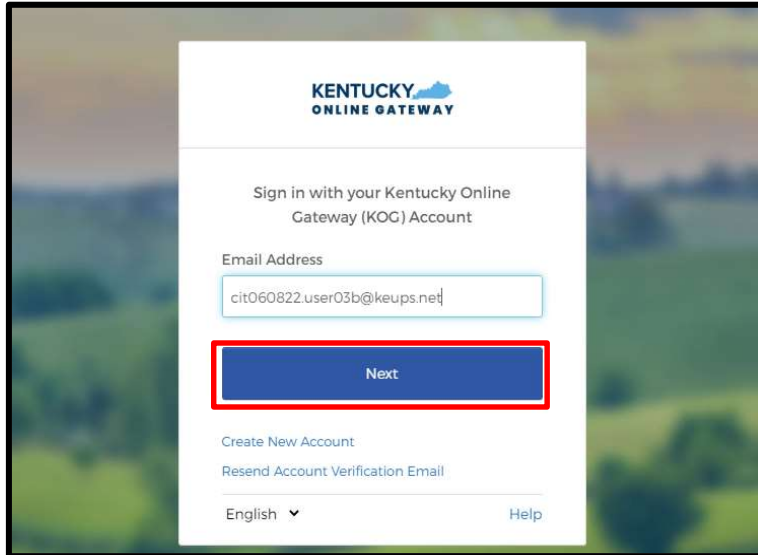 KENTUCKY
ONLINE GATEWAY
Sign in with your Kentucky Online
Gateway (KOG) Account
Email Address
cit060822.user03b@keups.net
Next
Create New Account
Resend Account Verification Email
English
Help